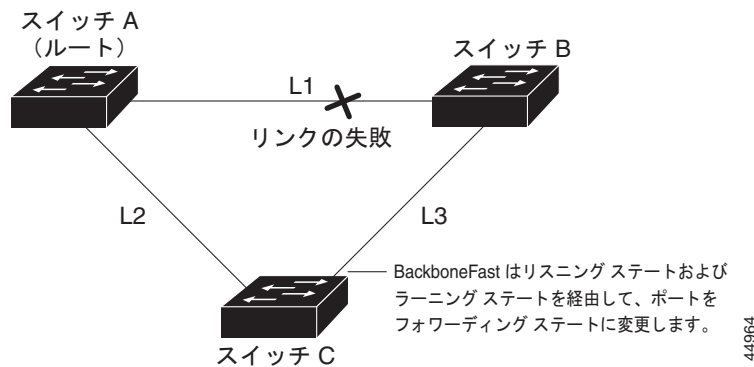 スイッチ A
（ルート）
スイッチ B
L1
リンクの失敗
L2
L3
BackboneFast はリスニング ステートおよび
ラーニング ステートを経由して、ポートを
フォワーディング ステートに変更します。
スイッチ C
44964